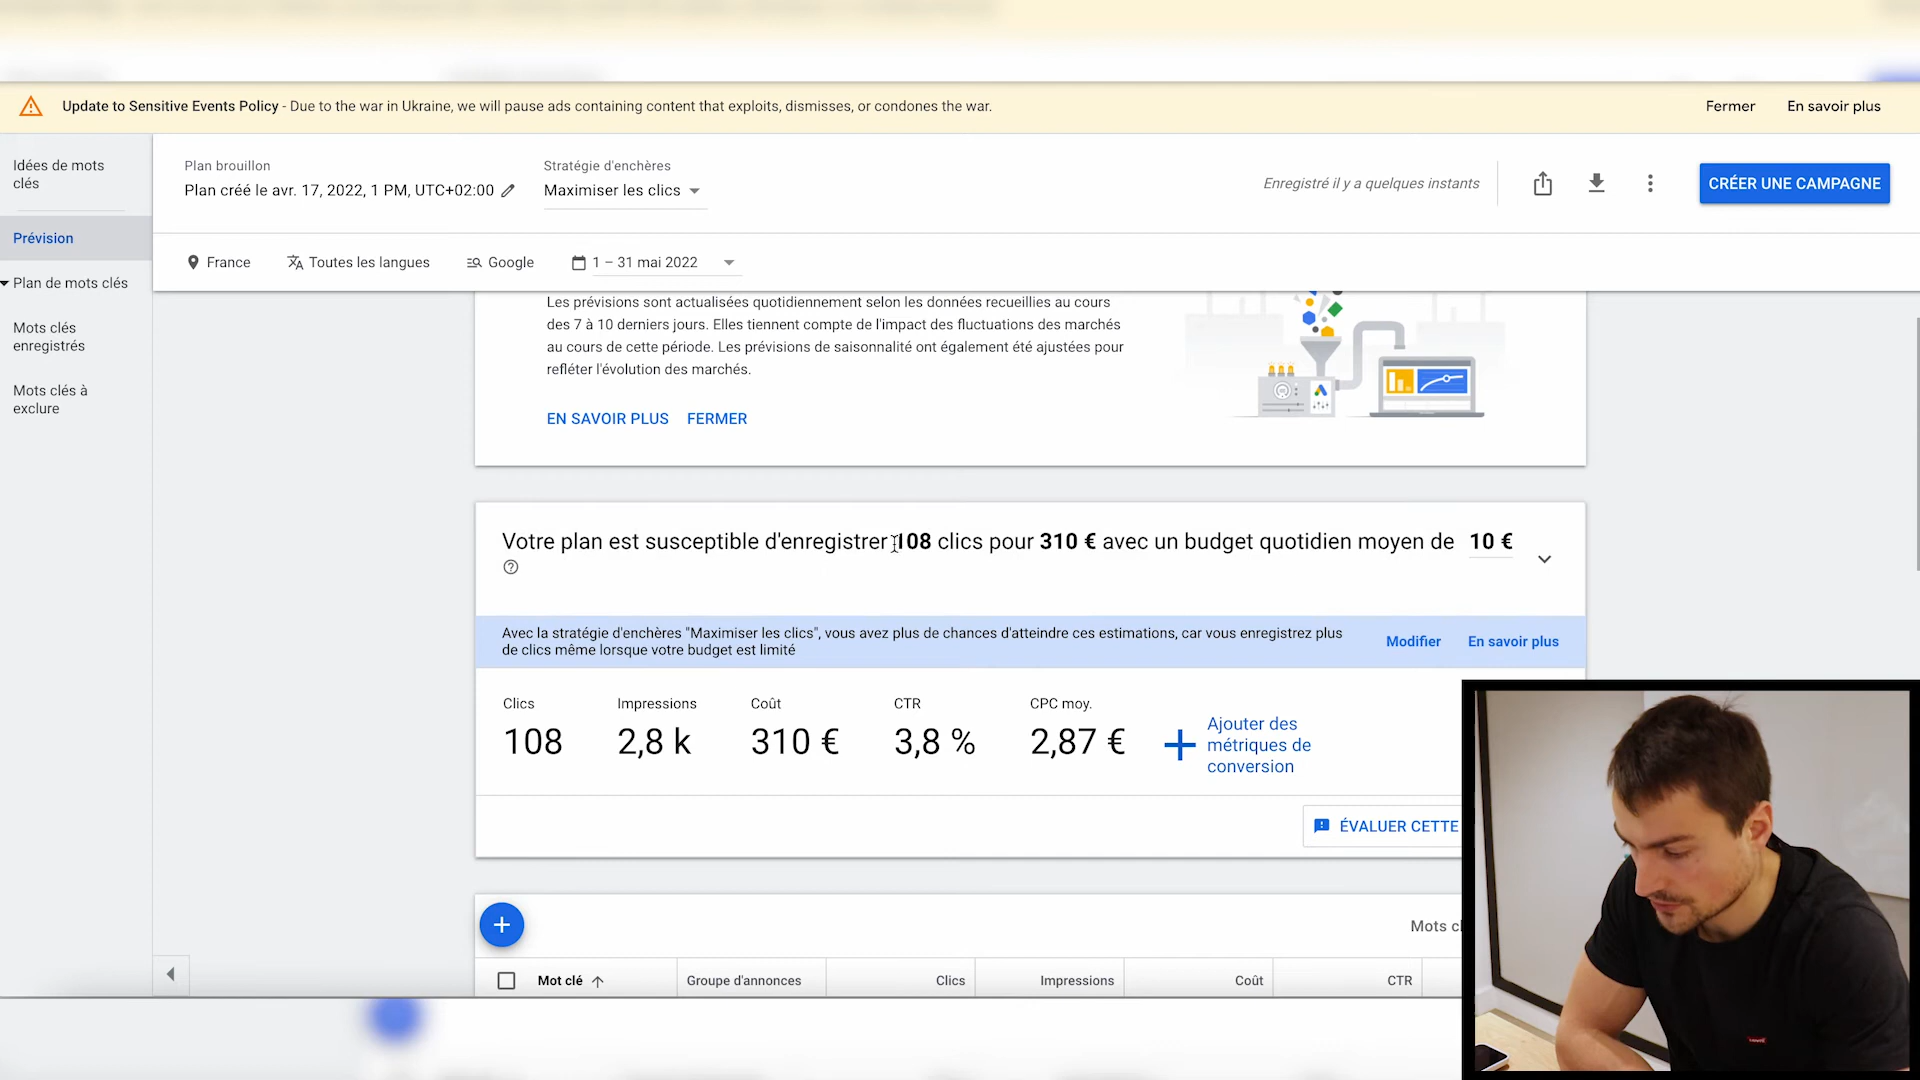 Update to Sensitive Events Policy - Due to the war in Ukraine, we will pause ads containing content that exploits, dismisses, or condones the war.
Fermer
En savoir plus
Idées de mots
clés
Prévision
Plan de mots clés
Mots clés
enregistrés
Mots clés à
exclure
Plan brouillon
Plan créé le avr. 17, 2022, 1 PM, UTC+02:00
Stratégie d'enchères
Maximiser les clics
Enregistré il y a quelques instants
CRÉER UNE CAMPAGNE
France
Toutes les langues
Google
1 – 31 mai 2022
Les prévisions sont actualisées quotidiennement selon les données recueillies au cours
des 7 à 10 derniers jours. Elles tiennent compte de l'impact des fluctuations des marchés
au cours de cette période. Les prévisions de saisonnalité ont également été ajustées pour
refléter l'évolution des marchés.
EN SAVOIR PLUS
FERMER
Votre plan est susceptible d'enregistrer 108 clics pour 310 € avec un budget quotidien moyen de 10 €
Avec la stratégie d'enchères "Maximiser les clics", vous avez plus de chances d'atteindre ces estimations, car vous enregistrez plus
de clics même lorsque votre budget est limité
Modifier
En savoir plus
Clics
108
Impressions
2,8 k
Coût
310 €
CTR
3,8 %
CPC moy.
2,87 €
Ajouter des
métriques de
conversion
ÉVALUER CETTE
Mots cl
Mot clé
Groupe d'annonces
Clics
Impressions
Coût
CTR